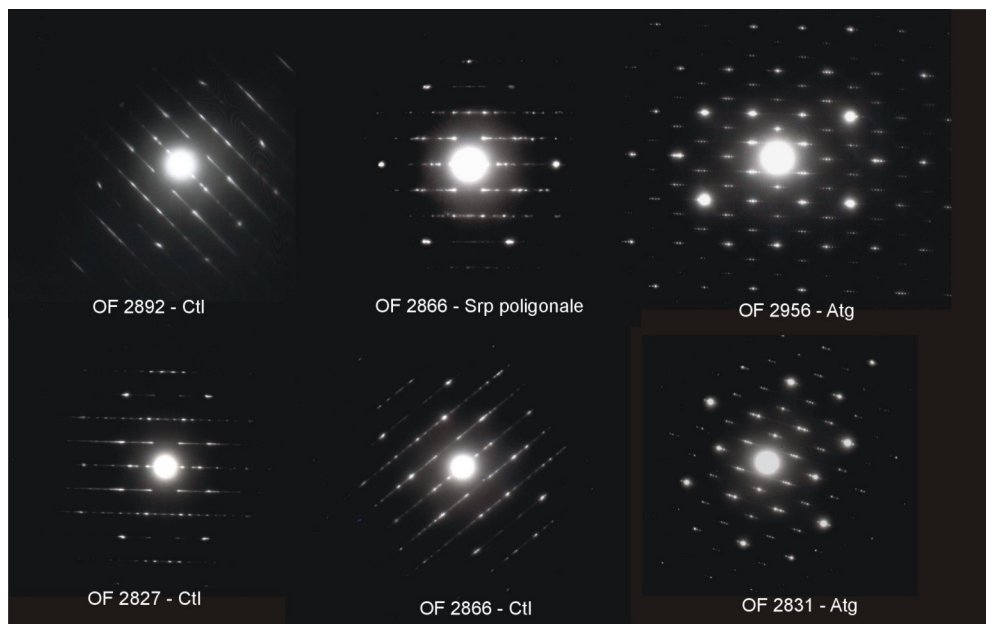 OF 2892 - Ctl
OF 2866 - Srp poligonale
OF 2956 - Atg
OF 2827 - Ctl
OF 2866 - Ctl
OF 2831 - Atg